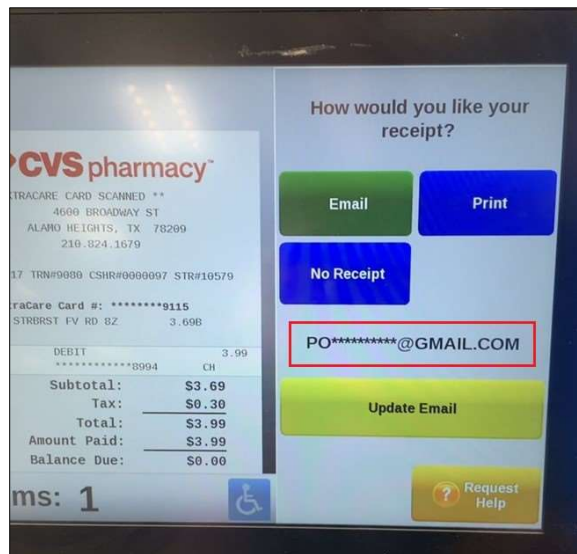 CVS pharmacy
TRACARE CARD SCANNED **
4600 BROADWAY ST
ALAMO HEIGHTS, TX 78209
210.824.1679
17 TRN#9080 CSHR#0000097 STR#10579
raCare Card #: ********9115
STRBRST FV RD 8Z 3.69B
DEBIT 3.99
************8994 CH
Subtotal: $3.69
Tax: $0.30
Total: $3.99
Amount Paid: $3.99
Balance Due: $0.00
ms: 1
How would you like your
receipt?
Email Print
No Receipt
PO**********@GMAIL.COM
Update Email
? Request
Help